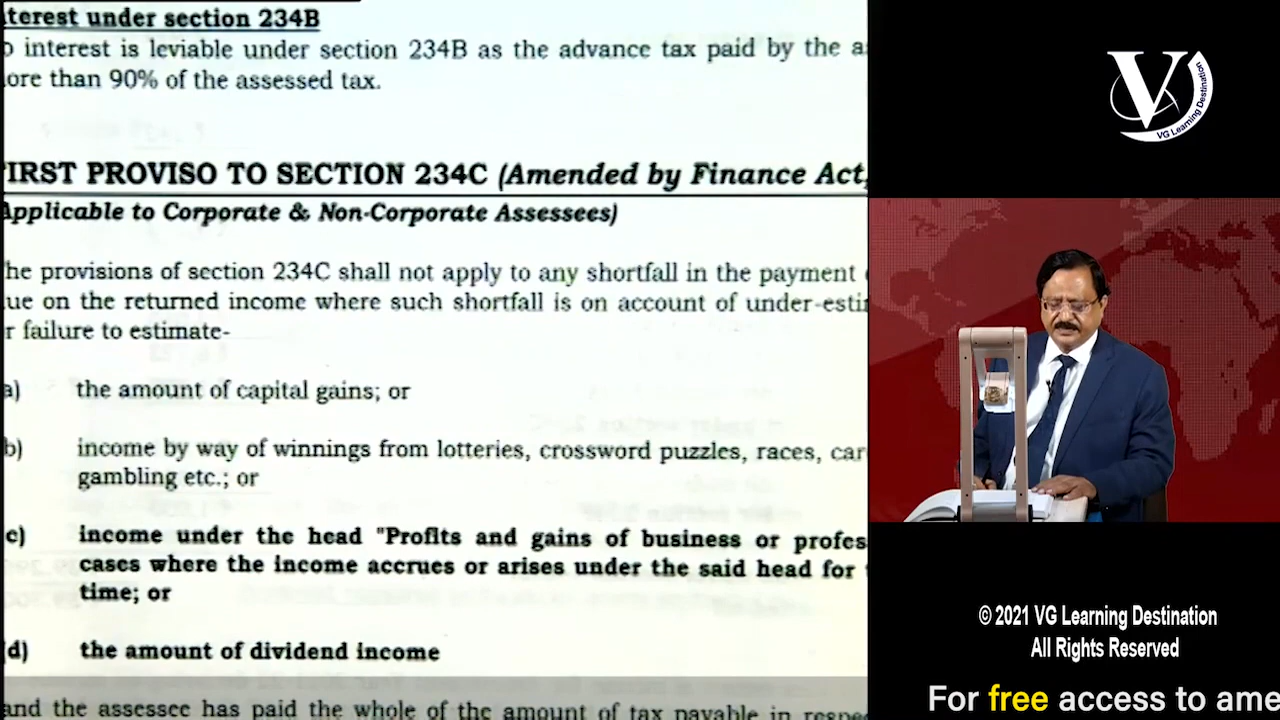 terest under section 234B
o interest is leviable under section 234B as the advance tax paid by the a
ore than 90% of the assessed tax.
IRST PROVISO TO SECTION 234C (Amended by Finance Act,
Applicable to Corporate & Non-Corporate Assessees)
he provisions of section 234C shall not apply to any shortfall in the payment
ue on the returned income where such shortfall is on account of under-esti
r failure to estimate-
a) the amount of capital gains; or
b) income by way of winnings from lotteries, crossword puzzles, races, car
gambling etc.; or
c) income under the head "Profits and gains of business or profes
cases where the income accrues or arises under the said head for
time; or
d) the amount of dividend income
and the assessee has paid the whole of the amount of tax payable in respe
V
VG Learning Destination
© 2021 VG Learning Destination
All Rights Reserved
For free access to ame